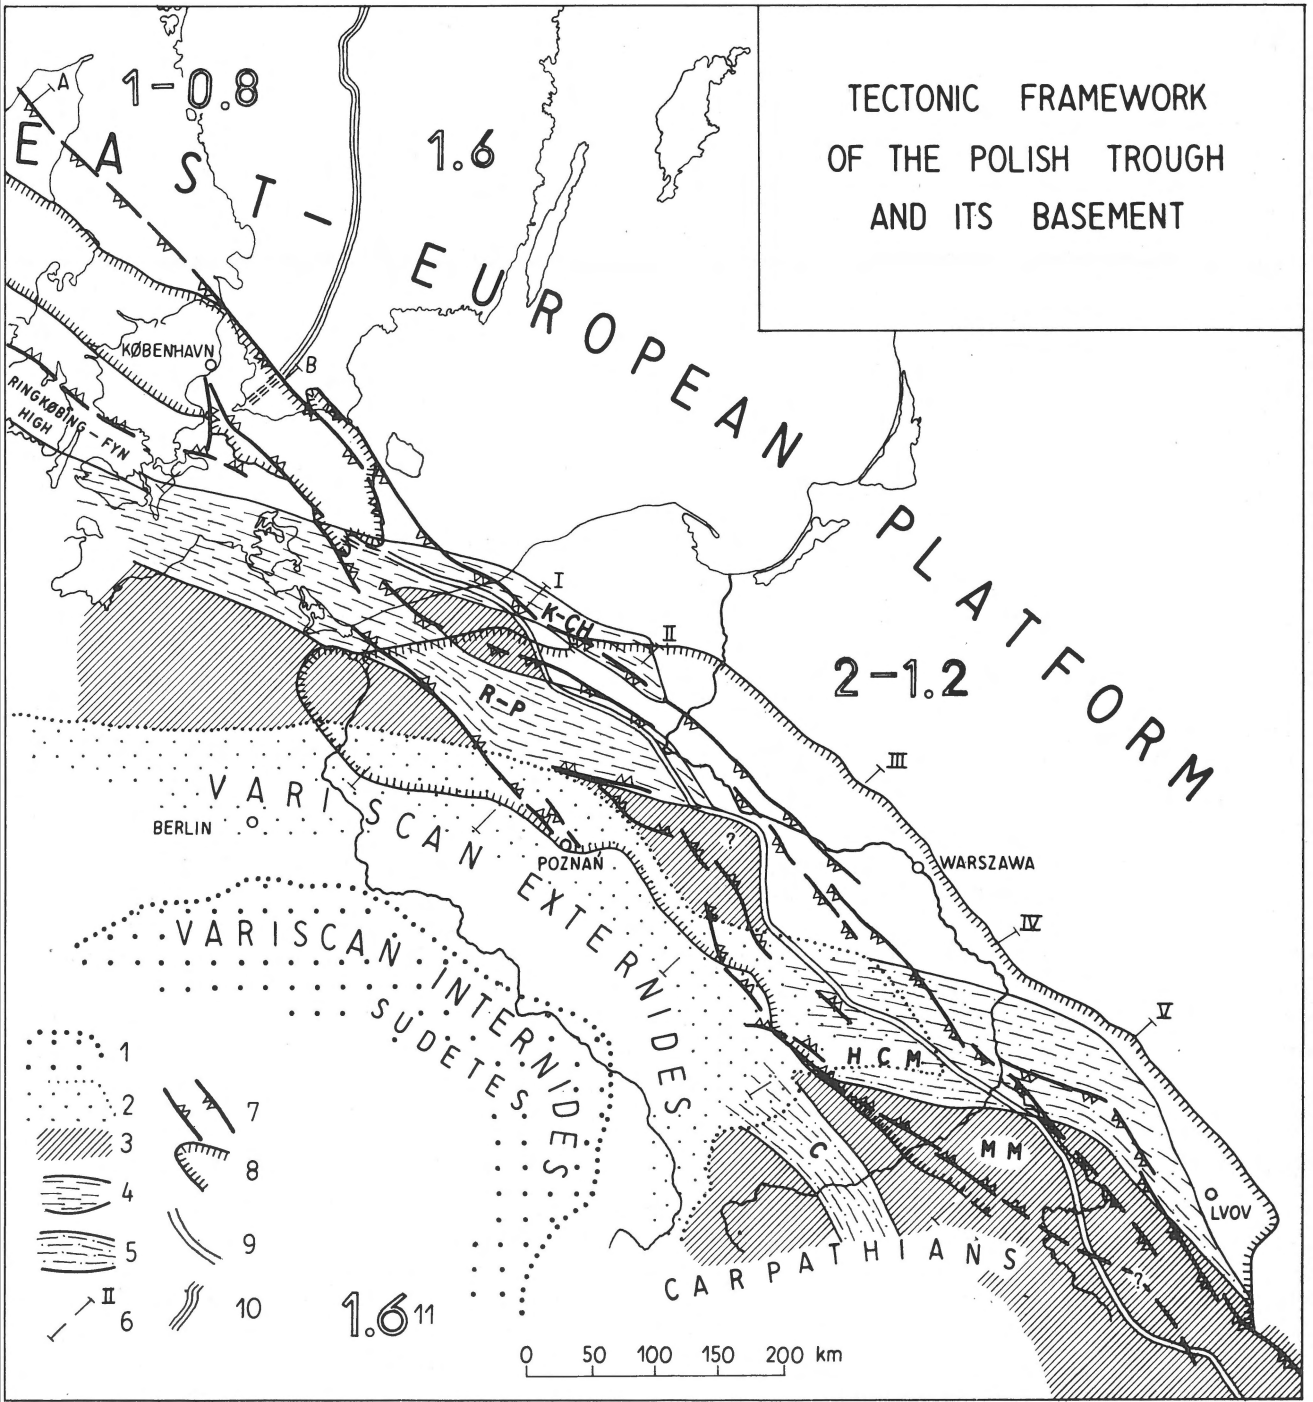 TECTONIC FRAMEWORK
OF THE POLISH TROUGH
AND ITS BASEMENT
A
1-0.8
1.6
EAST-EUROPEAN PLATFORM
KØBENHAVN
B
RINGKØBING-FYN
HIGH
I
K-CH
II
2-1.2
R-P
III
VARISCAN EXTERNIDES
BERLIN
?
POZNAŃ
WARSZAWA
IV
VARISCAN INTERNIDES
SUDETES
V
H C M
M M
C
LVOV
CARPATHIANS
?
1
2
3
4
5
II
6
7
8
9
10
1.6 11
0 50 100 150 200 km